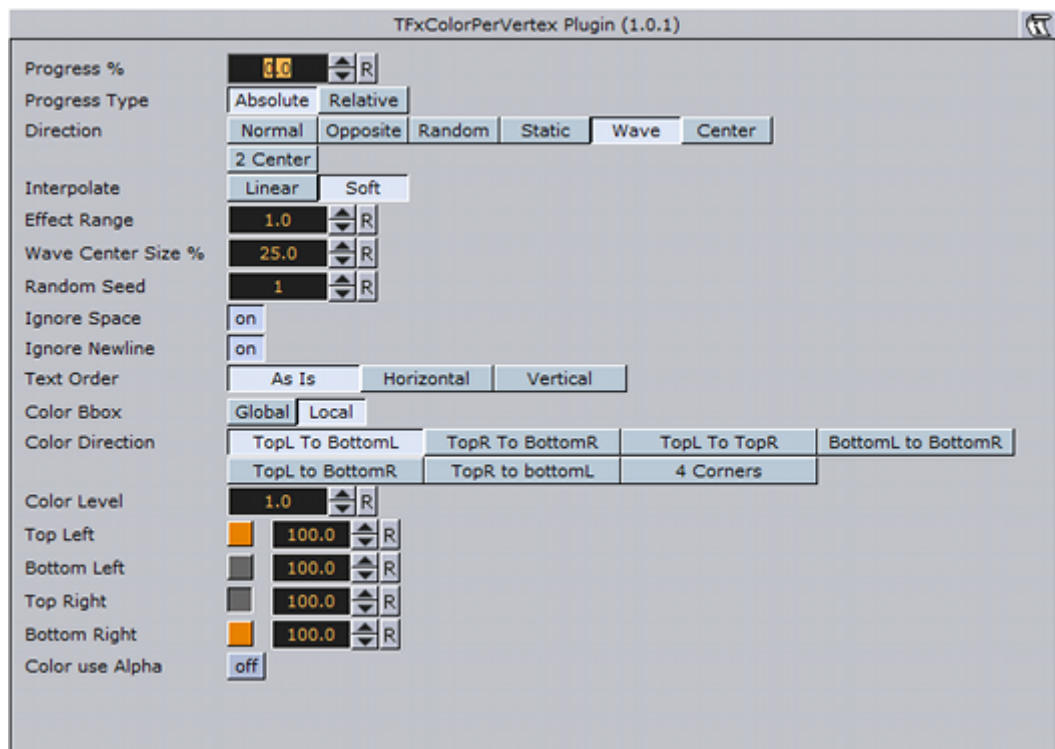 TFxColorPerVertex Plugin (1.0.1)
Progress % 0.0 R
Progress Type Absolute Relative
Direction Normal Opposite Random Static Wave Center
2 Center
Interpolate Linear Soft
Effect Range 1.0 R
Wave Center Size % 25.0 R
Random Seed 1 R
Ignore Space on
Ignore Newline on
Text Order As Is Horizontal Vertical
Color Bbox Global Local
Color Direction TopL To BottomL TopR To BottomR TopL To TopR BottomL to BottomR
TopL to BottomR TopR to bottomL 4 Corners
Color Level 1.0 R
Top Left 100.0 R
Bottom Left 100.0 R
Top Right 100.0 R
Bottom Right 100.0 R
Color use Alpha off